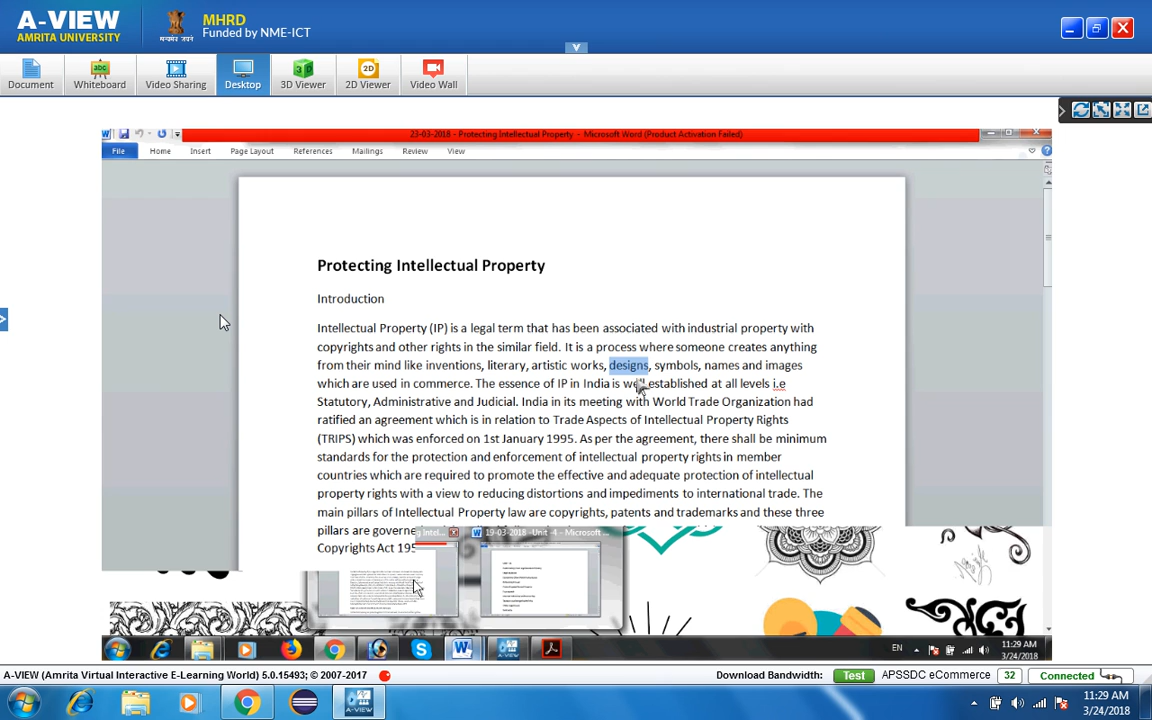 A-VIEW
AMRITA UNIVERSITY
MHRD
Funded by NME-ICT
Document
Whiteboard
Video Sharing
Desktop
3D Viewer
2D Viewer
Video Wall
23-03-2018 - Protecting Intellectual Property - Microsoft Word (Product Activation Failed)
File Home Insert Page Layout References Mailings Review View
Protecting Intellectual Property
Introduction
Intellectual Property (IP) is a legal term that has been associated with industrial property with
copyrights and other rights in the similar field. It is a process where someone creates anything
from their mind like inventions, literary, artistic works, designs, symbols, names and images
which are used in commerce. The essence of IP in India is well established at all levels i.e
Statutory, Administrative and Judicial. India in its meeting with World Trade Organization had
ratified an agreement which is in relation to Trade Aspects of Intellectual Property Rights
(TRIPS) which was enforced on 1st January 1995. As per the agreement, there shall be minimum
standards for the protection and enforcement of intellectual property rights in member
countries which are required to promote the effective and adequate protection of intellectual
property rights with a view to reducing distortions and impediments to international trade. The
main pillars of Intellectual Property law are copyrights, patents and trademarks and these three
pillars are governe
Copyrights Act 195
19-03-2018 -Unit -4 - Microsoft ...
EN
11:29 AM
3/24/2018
A-VIEW (Amrita Virtual Interactive E-Learning World) 5.0.15493; © 2007-2017
Download Bandwidth: Test APSSDC eCommerce 32 Connected
11:29 AM
3/24/2018